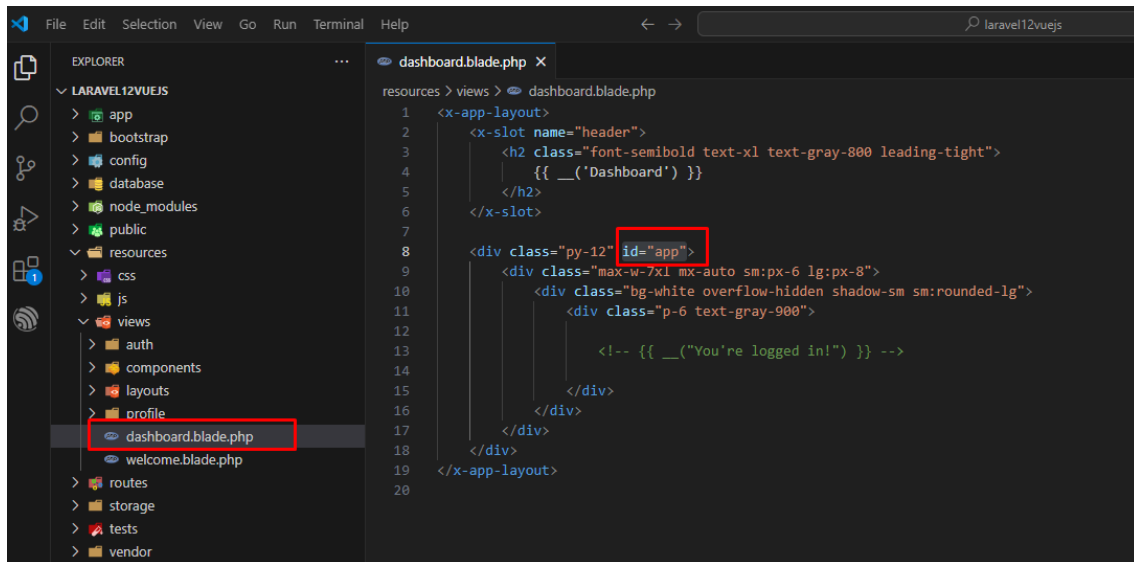 File Edit Selection View Go Run Terminal Help
laravel12vuejs
EXPLORER
LARAVEL12VUEJS
app
bootstrap
config
database
node_modules
public
resources
css
js
views
auth
components
layouts
profile
dashboard.blade.php
welcome.blade.php
routes
storage
tests
vendor
1
dashboard.blade.php
resources > views > dashboard.blade.php
1 <x-app-layout>
2 <x-slot name="header">
3 <h2 class="font-semibold text-xl text-gray-800 leading-tight">
4 {{ __('Dashboard') }}
5 </h2>
6 </x-slot>
7
8 <div class="py-12" id="app">
9 <div class="max-w-7xl mx-auto sm:px-6 lg:px-8">
10 <div class="bg-white overflow-hidden shadow-sm sm:rounded-lg">
11 <div class="p-6 text-gray-900">
12
13 <!-- {{ __("You're logged in!") }} -->
14
15 </div>
16 </div>
17 </div>
18 </div>
19 </x-app-layout>
20